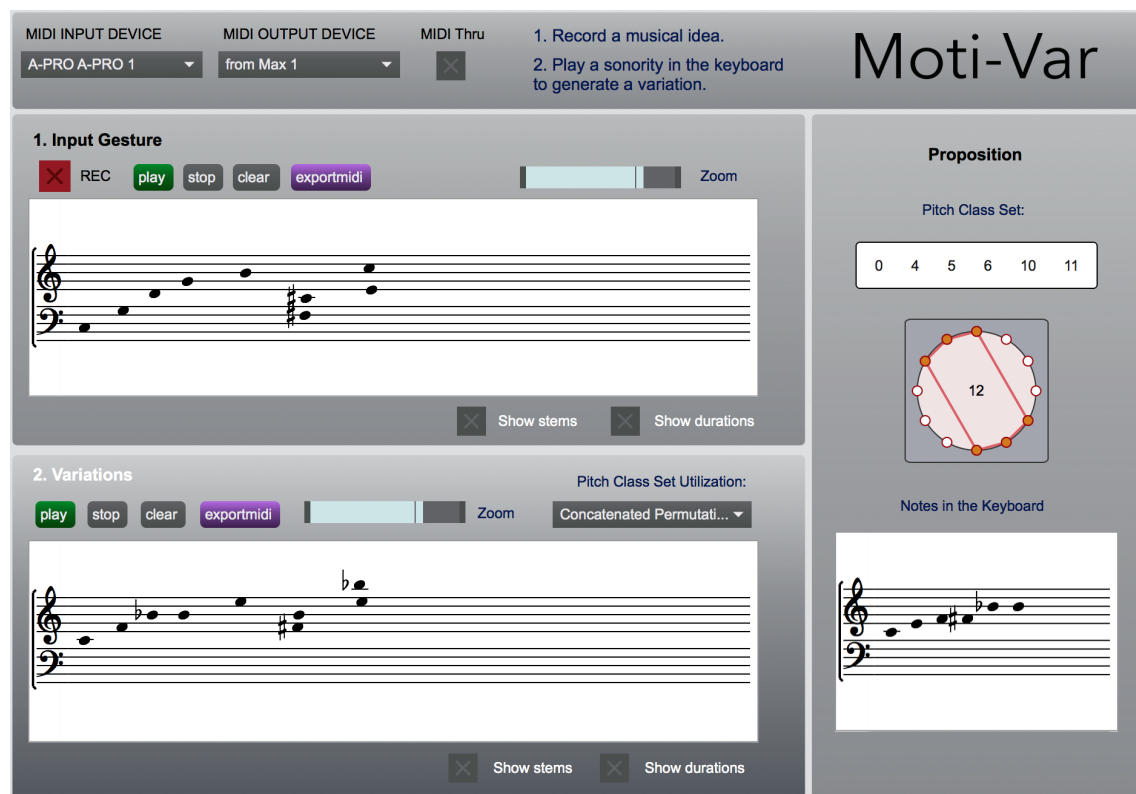 MIDI INPUT DEVICE
MIDI OUTPUT DEVICE
MIDI Thru
A-PRO A-PRO 1
from Max 1
1. Record a musical idea.
2. Play a sonority in the keyboard
to generate a variation.
Moti-Var
1. Input Gesture
REC
play
stop
clear
exportmidi
Zoom
Show stems
Show durations
2. Variations
play
stop
clear
exportmidi
Zoom
Pitch Class Set Utilization:
Concatenated Permutati...
Show stems
Show durations
Proposition
Pitch Class Set:
0 4 5 6 10 11
12
Notes in the Keyboard